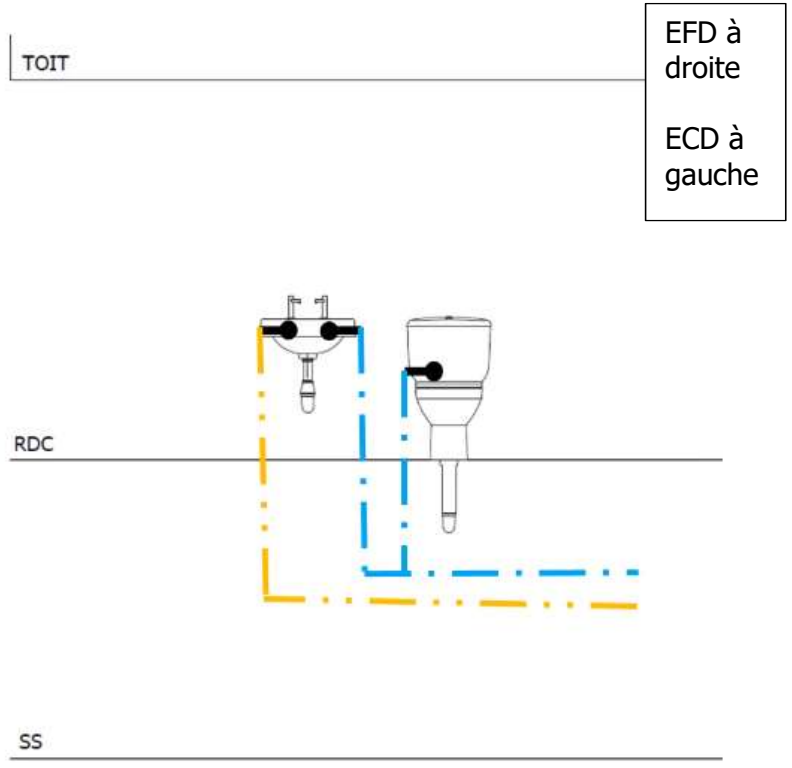 TOIT
EFD à
droite
ECD à
gauche
RDC
SS